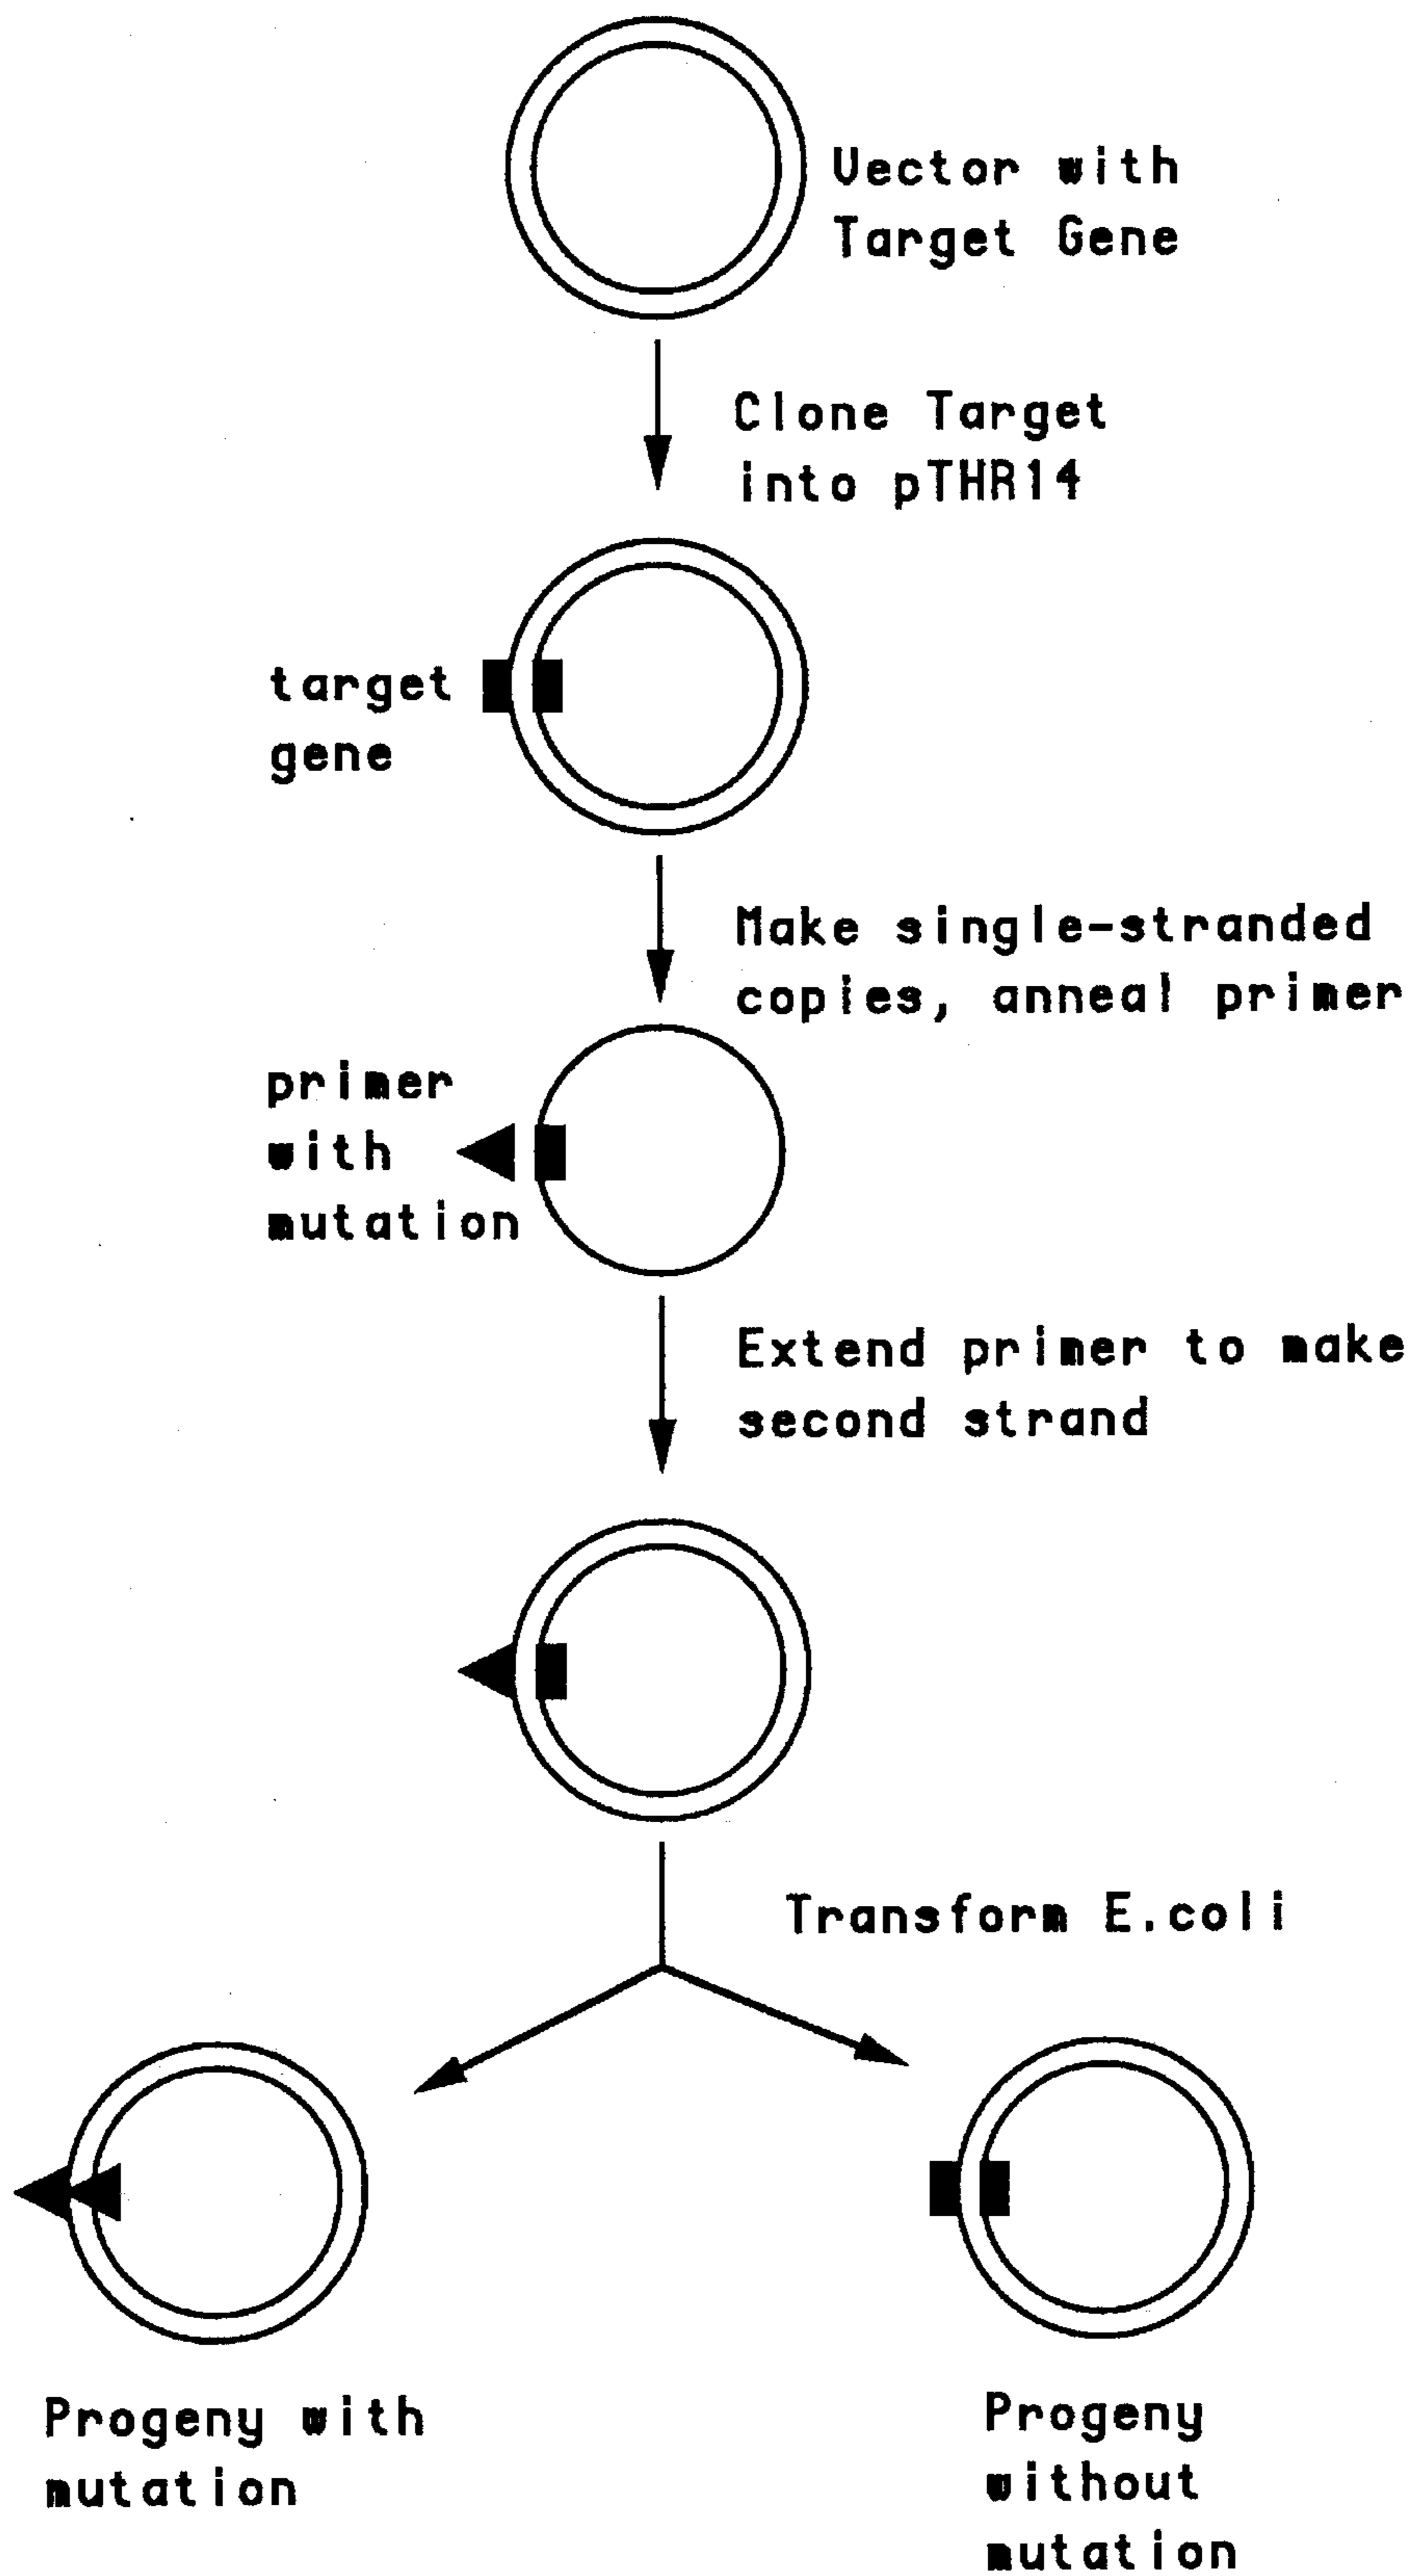 Vector with
Target Gene
Clone Target
into pTHR14
target
gene
Make single-stranded
copies, anneal primer
primer
with
mutation
Extend primer to make
second strand
Transform E.coli
Progeny with
mutation
Progeny
without
mutation